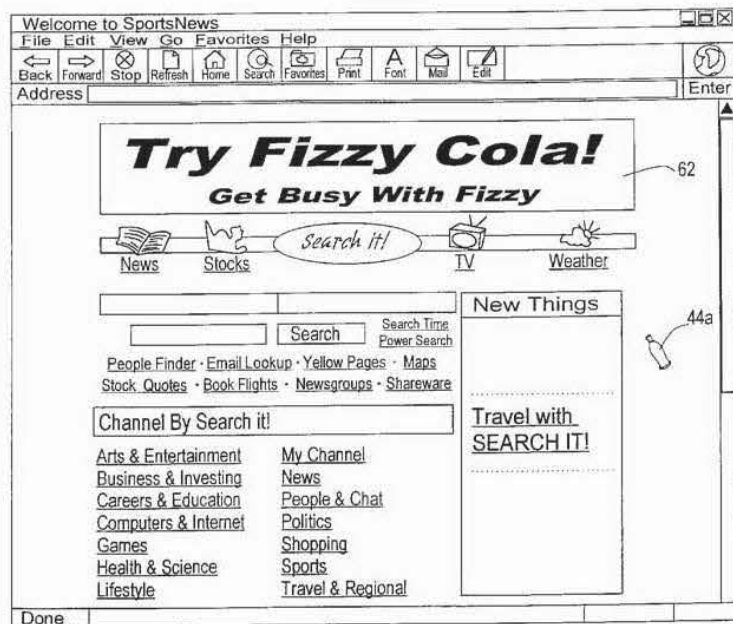 Welcome to SportsNews
File Edit View Go Favorites Help
Back Forward Stop Refresh Home Search Favorites Print Font Mail Edit
Address Enter
Try Fizzy Cola!
Get Busy With Fizzy
62
Search it!
News Stocks TV Weather
New Things
44a
Search Search Time
Power Search
People Finder · Email Lookup · Yellow Pages · Maps
Stock Quotes · Book Flights · Newsgroups · Shareware
Travel with
SEARCH IT!
Channel By Search it!
Arts & Entertainment My Channel
Business & Investing News
Careers & Education People & Chat
Computers & Internet Politics
Games Shopping
Health & Science Sports
Lifestyle Travel & Regional
Done